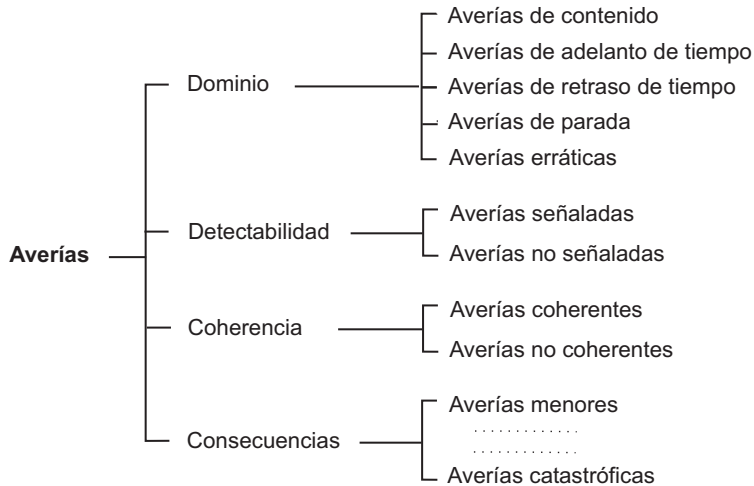 Averías
Dominio
Averías de contenido
Averías de adelanto de tiempo
Averías de retraso de tiempo
Averías de parada
Averías erráticas
Detectabilidad
Averías señaladas
Averías no señaladas
Coherencia
Averías coherentes
Averías no coherentes
Consecuencias
Averías menores
. . . . . . . . . . . . .
. . . . . . . . . . . . .
Averías catastróficas